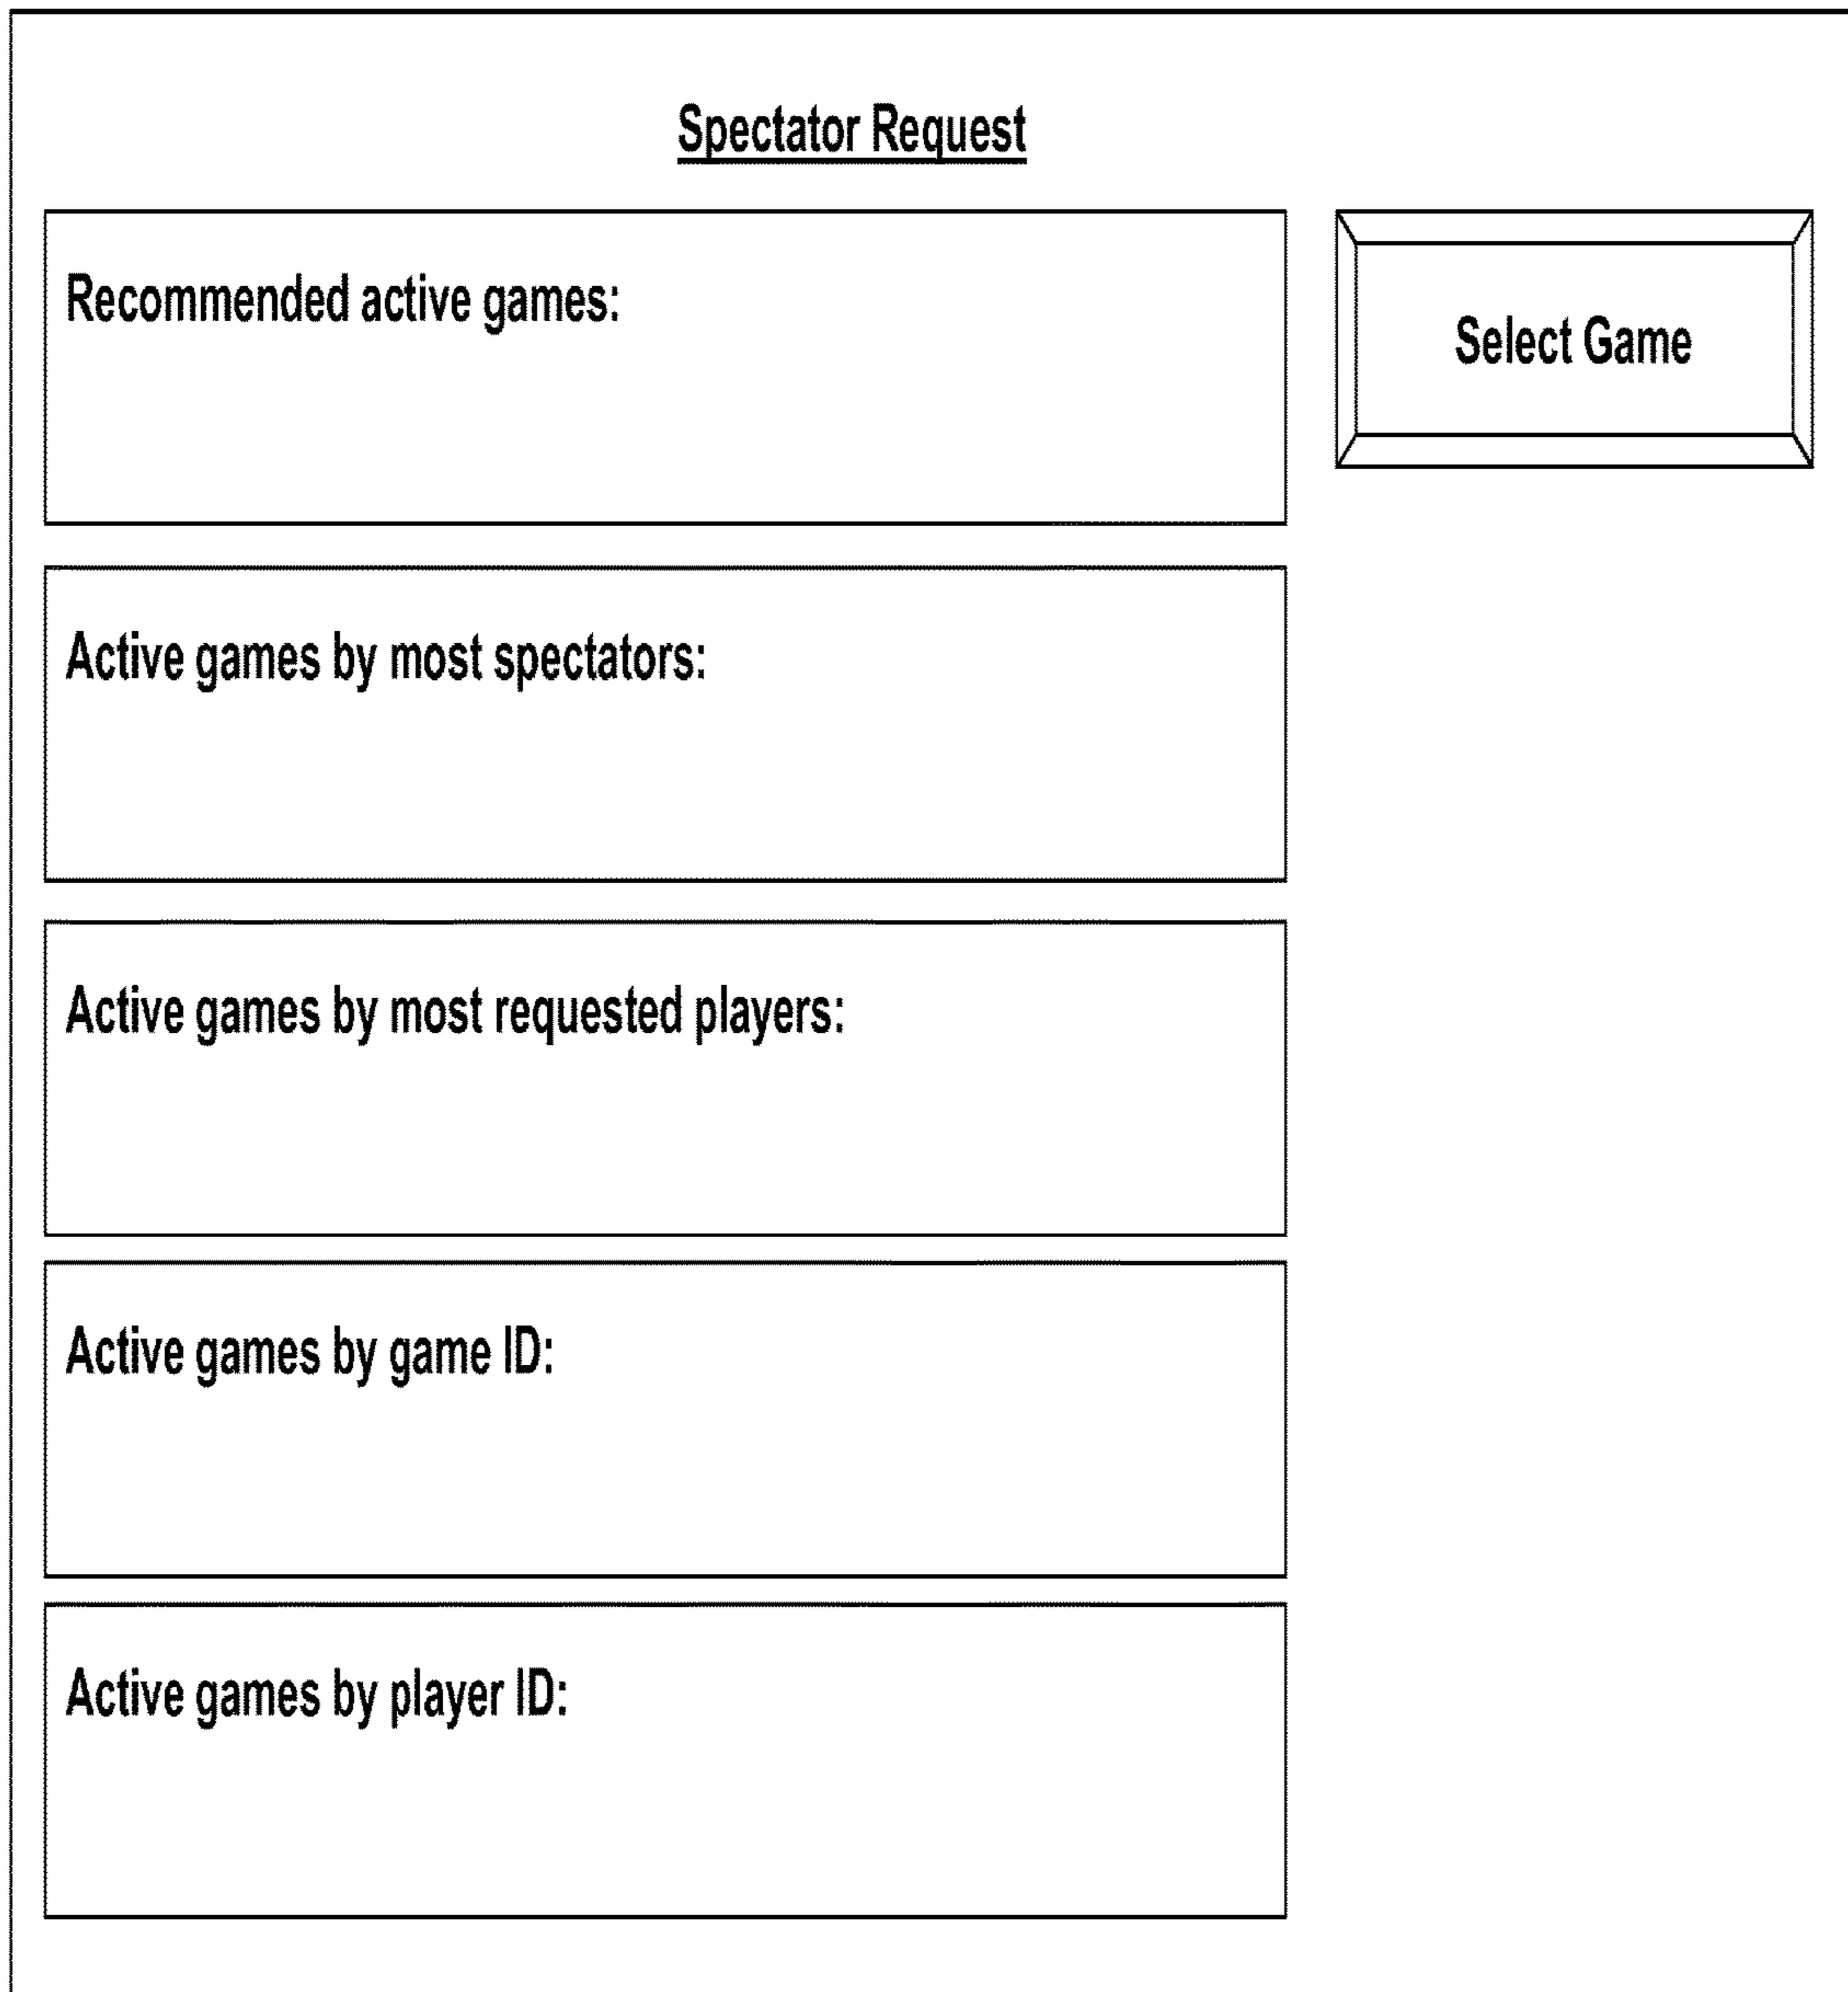 Spectator Request
Recommended active games:
Select Game
Active games by most spectators:
Active games by most requested players:
Active games by game ID:
Active games by player ID: